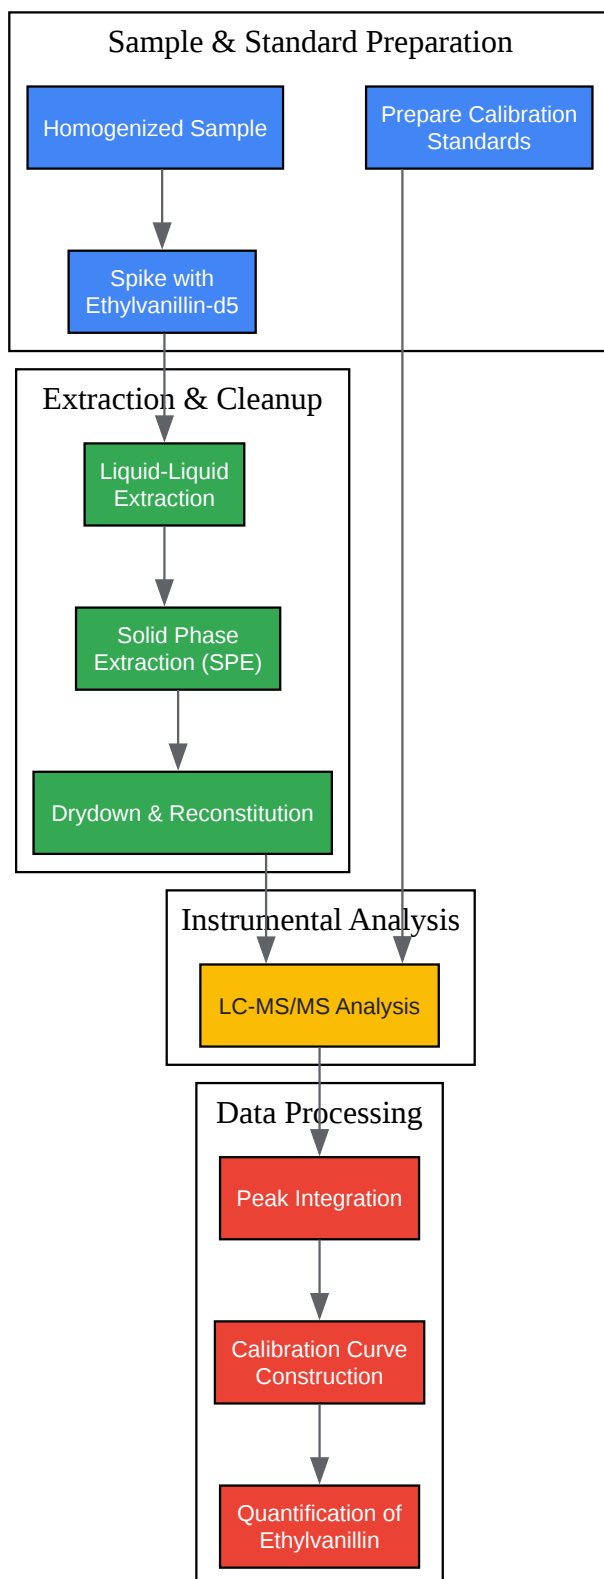 Sample & Standard Preparation
Homogenized Sample
Prepare Calibration
Standards
Spike with
Ethylvanillin-d5
Extraction & Cleanup
Liquid-Liquid
Extraction
Solid Phase
Extraction (SPE)
Drydown & Reconstitution
Instrumental Analysis
LC-MS/MS Analysis
Data Processing
Peak Integration
Calibration Curve
Construction
Quantification of
Ethylvanillin